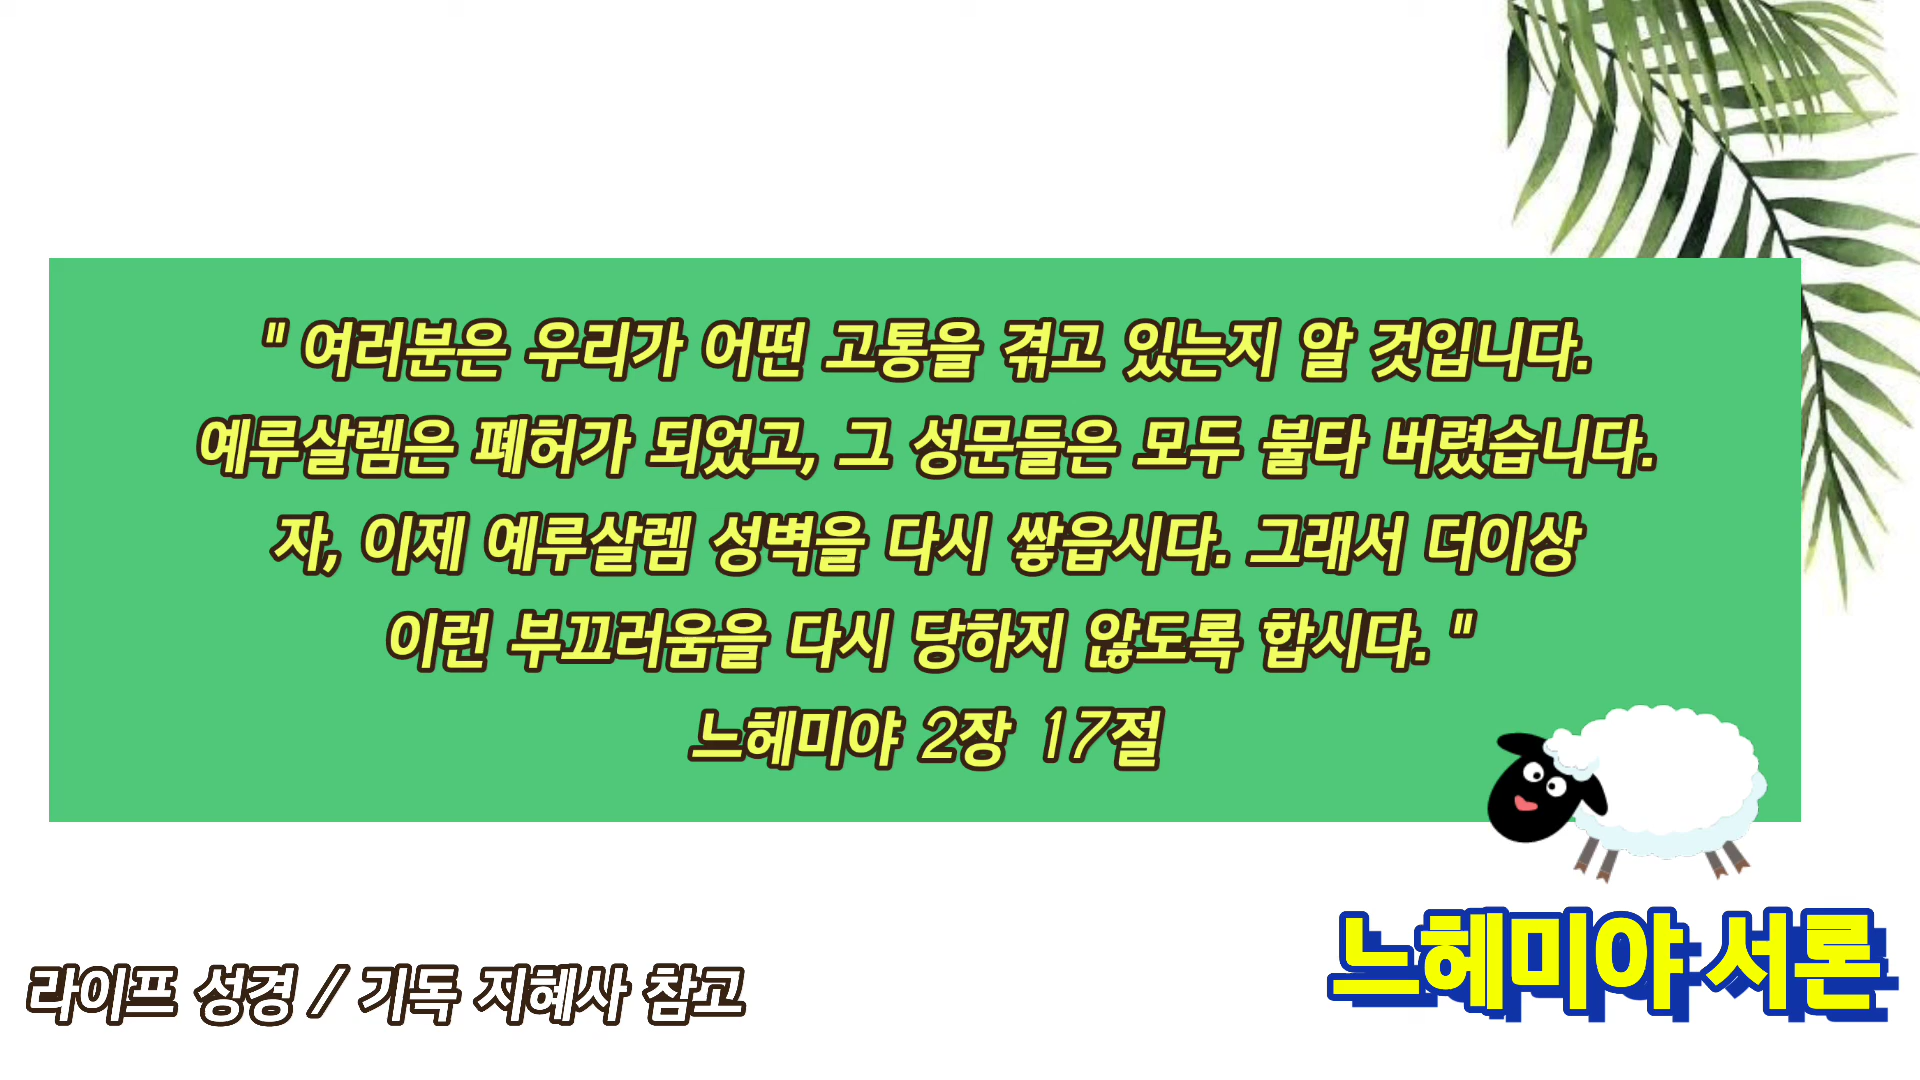 " 여러분은 우리가 어떤 고통을 겪고 있는지 알 것입니다.
예루살렘은 폐허가 되었고, 그 성문들은 모두 불타 버렸습니다.
자, 이제 예루살렘 성벽을 다시 쌓읍시다. 그래서 더이상
이런 부끄러움을 다시 당하지 않도록 합시다. "
느헤미야 2장 17절
느헤미야 서론
라이프 성경 / 기독 지혜사 참고